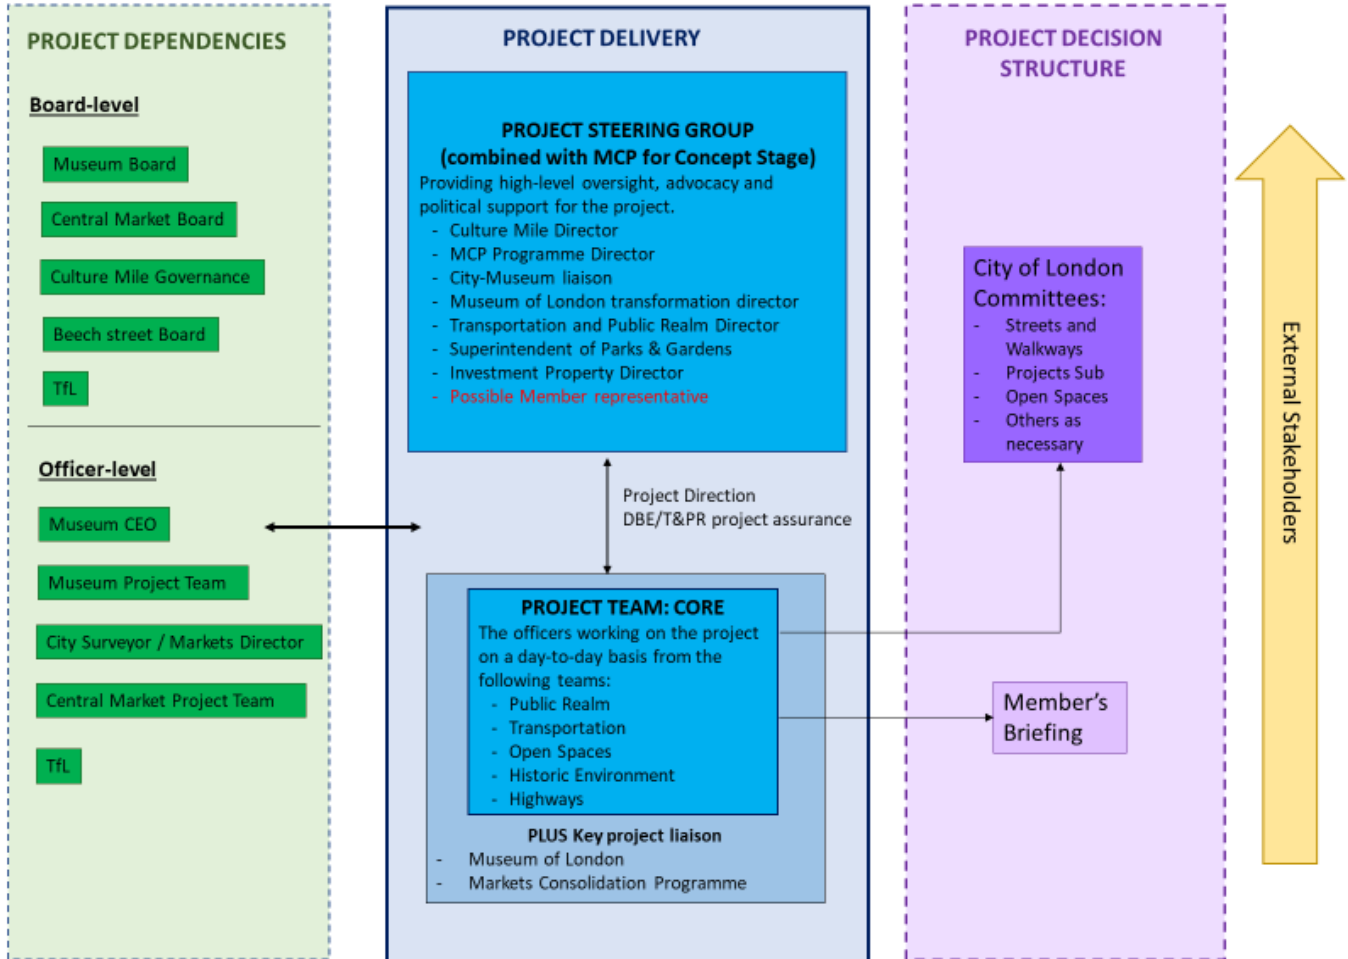 PROJECT DEPENDENCIES
Board-level
Museum Board
Central Market Board
Culture Mile Governance
Beech street Board
TfL
Officer-level
Museum CEO
Museum Project Team
City Surveyor / Markets Director
Central Market Project Team
TfL
PROJECT DELIVERY
PROJECT STEERING GROUP
(combined with MCP for Concept Stage)
Providing high-level oversight, advocacy and
political support for the project.
- Culture Mile Director
- MCP Programme Director
- City-Museum liaison
- Museum of London transformation director
- Transportation and Public Realm Director
- Superintendent of Parks & Gardens
- Investment Property Director
- Possible Member representative
Project Direction
DBE/T&PR project assurance
PROJECT TEAM: CORE
The officers working on the project
on a day-to-day basis from the
following teams:
- Public Realm
- Transportation
- Open Spaces
- Historic Environment
- Highways
PLUS Key project liaison
- Museum of London
- Markets Consolidation Programme
PROJECT DECISION
STRUCTURE
City of London
Committees:
- Streets and
Walkways
- Projects Sub
- Open Spaces
- Others as
necessary
Member's
Briefing
External Stakeholders